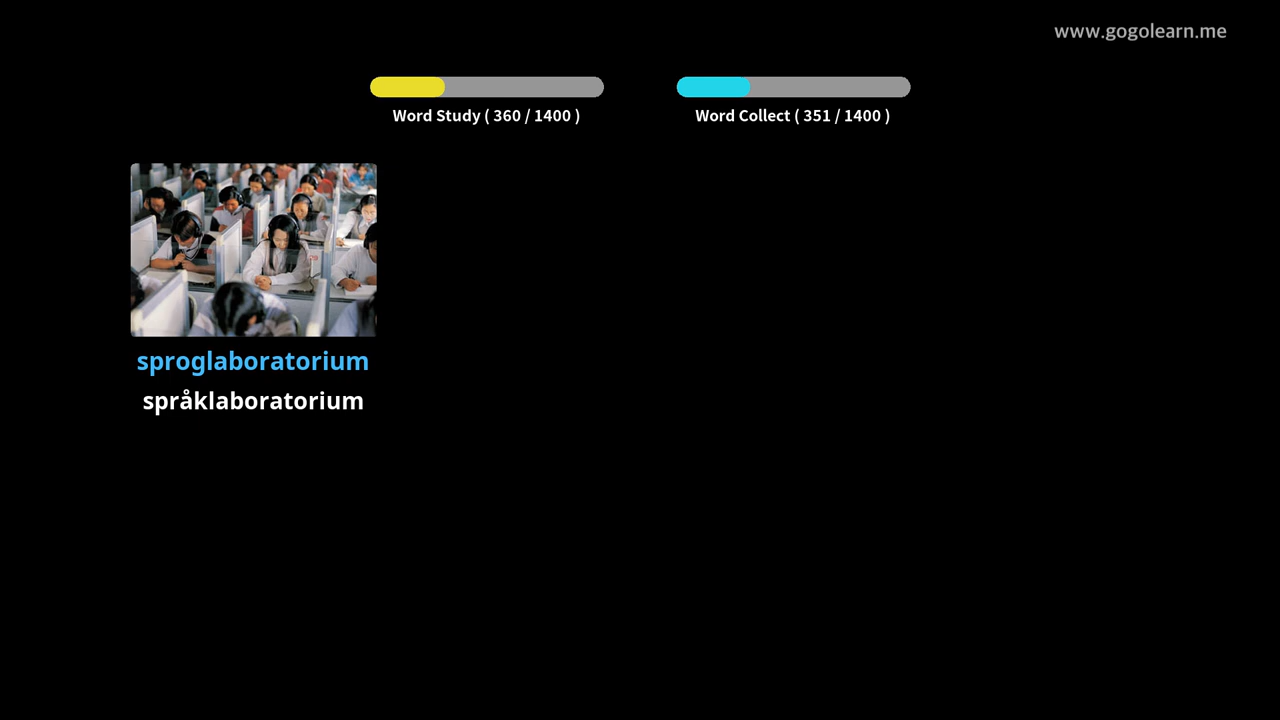 www.gogolearn.me
Word Study ( 360 / 1400 )
Word Collect ( 351 / 1400 )
sproglaboratorium
språklaboratorium